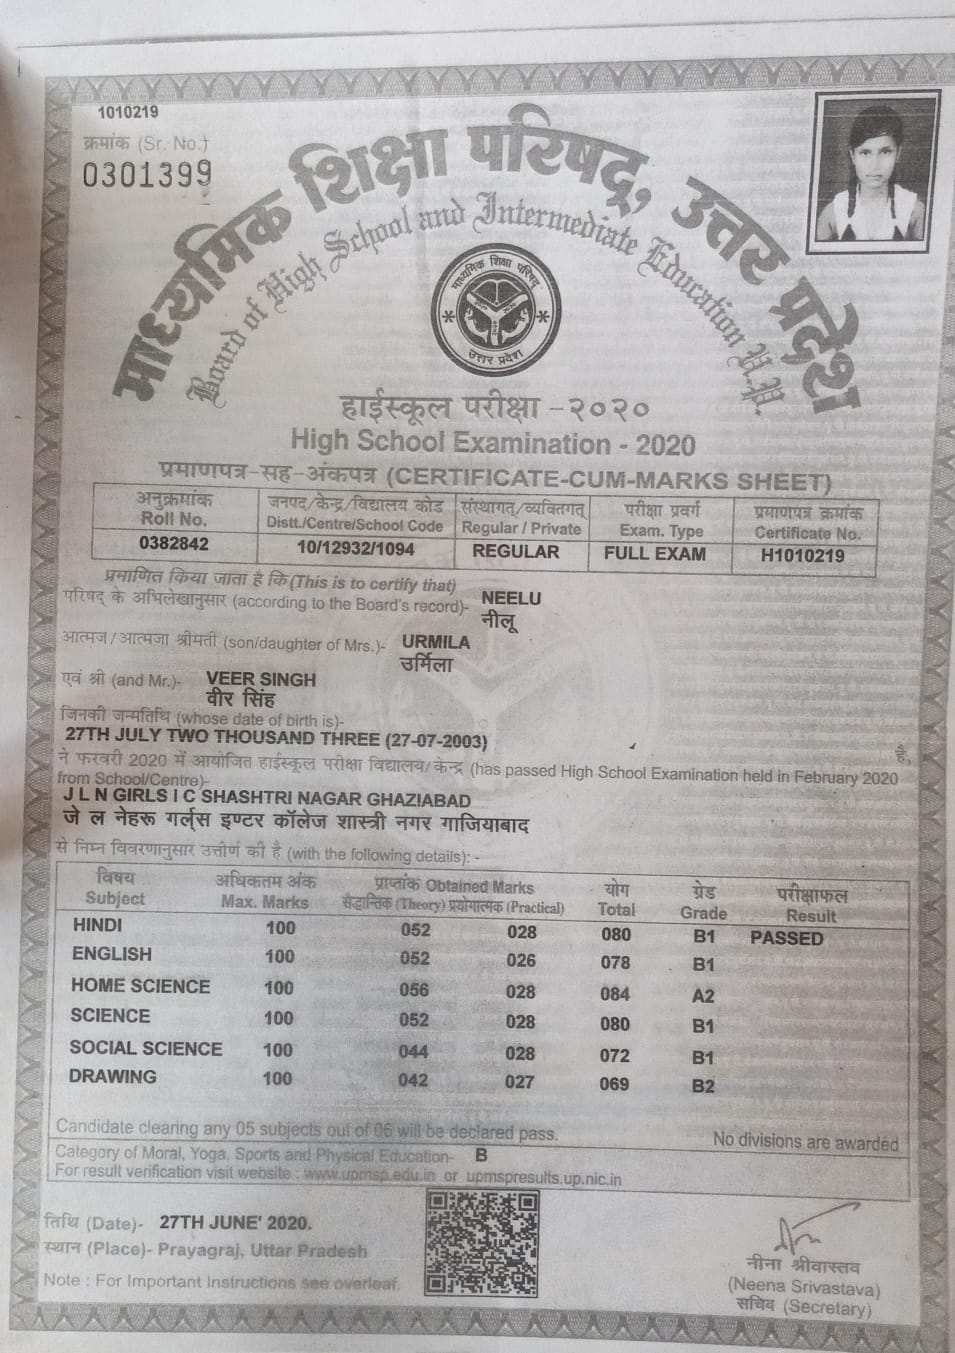 1010219
क्रमांक (Sr. No.)
0301399
माध्यमिक शिक्षा परिषद्, उत्तर प्रदेश
Board of High School and Intermediate Education U.P.
माध्यमिक शिक्षा परिषद्
उत्तर प्रदेश
हाईस्कूल परीक्षा -२०२०
High School Examination - 2020
प्रमाणपत्र-सह-अंकपत्र (CERTIFICATE-CUM-MARKS SHEET)
अनुक्रमांक जनपद/केन्द्र/विद्यालय कोड संस्थागत्/व्यक्तिगत् परीक्षा प्रवर्ग प्रमाणपत्र क्रमांक
Roll No. Distt./Centre/School Code Regular / Private Exam. Type Certificate No.
0382842 10/12932/1094 REGULAR FULL EXAM H1010219
प्रमाणित किया जाता है कि (This is to certify that)
परिषद् के अभिलेखानुसार (according to the Board's record)- NEELU
नीलू
आत्मज/आत्मजा श्रीमती (son/daughter of Mrs.)- URMILA
उर्मिला
एवं श्री (and Mr.)- VEER SINGH
वीर सिंह
जिनकी जन्मतिथि (whose date of birth is)-
27TH JULY TWO THOUSAND THREE (27-07-2003)
ने फरवरी 2020 में आयोजित हाईस्कूल परीक्षा विद्यालय/केन्द्र (has passed High School Examination held in February 2020 है,
from School/Centre)-
J L N GIRLS I C SHASHTRI NAGAR GHAZIABAD
जे ल नेहरू गर्ल्स इण्टर कॉलेज शास्त्री नगर गाजियाबाद
से निम्न विवरणानुसार उत्तीर्ण की है (with the following details): -
विषय अधिकतम अंक प्राप्तांक Obtained Marks योग ग्रेड परीक्षाफल
Subject Max. Marks सैद्धान्तिक (Theory) प्रयोगात्मक (Practical) Total Grade Result
HINDI 100 052 028 080 B1 PASSED
ENGLISH 100 052 026 078 B1
HOME SCIENCE 100 056 028 084 A2
SCIENCE 100 052 028 080 B1
SOCIAL SCIENCE 100 044 028 072 B1
DRAWING 100 042 027 069 B2
Candidate clearing any 05 subjects out of 06 will be declared pass. No divisions are awarded
Category of Moral, Yoga, Sports and Physical Education- B
For result verification visit website : www.upmsp.edu.in or upmspresults.up.nic.in
तिथि (Date)- 27TH JUNE' 2020.
स्थान (Place)- Prayagraj, Uttar Pradesh
Note : For Important Instructions see overleaf.
नीना श्रीवास्तव
(Neena Srivastava)
सचिव (Secretary)